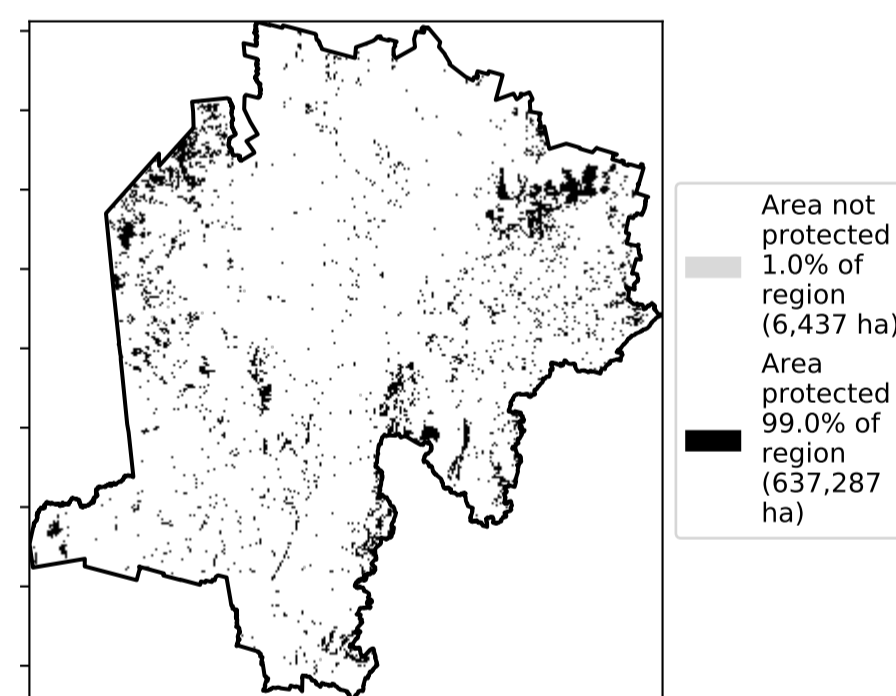 Area not
protected
1.0% of
region
(6,437 ha)
Area
protected
99.0% of
region
(637,287
ha)